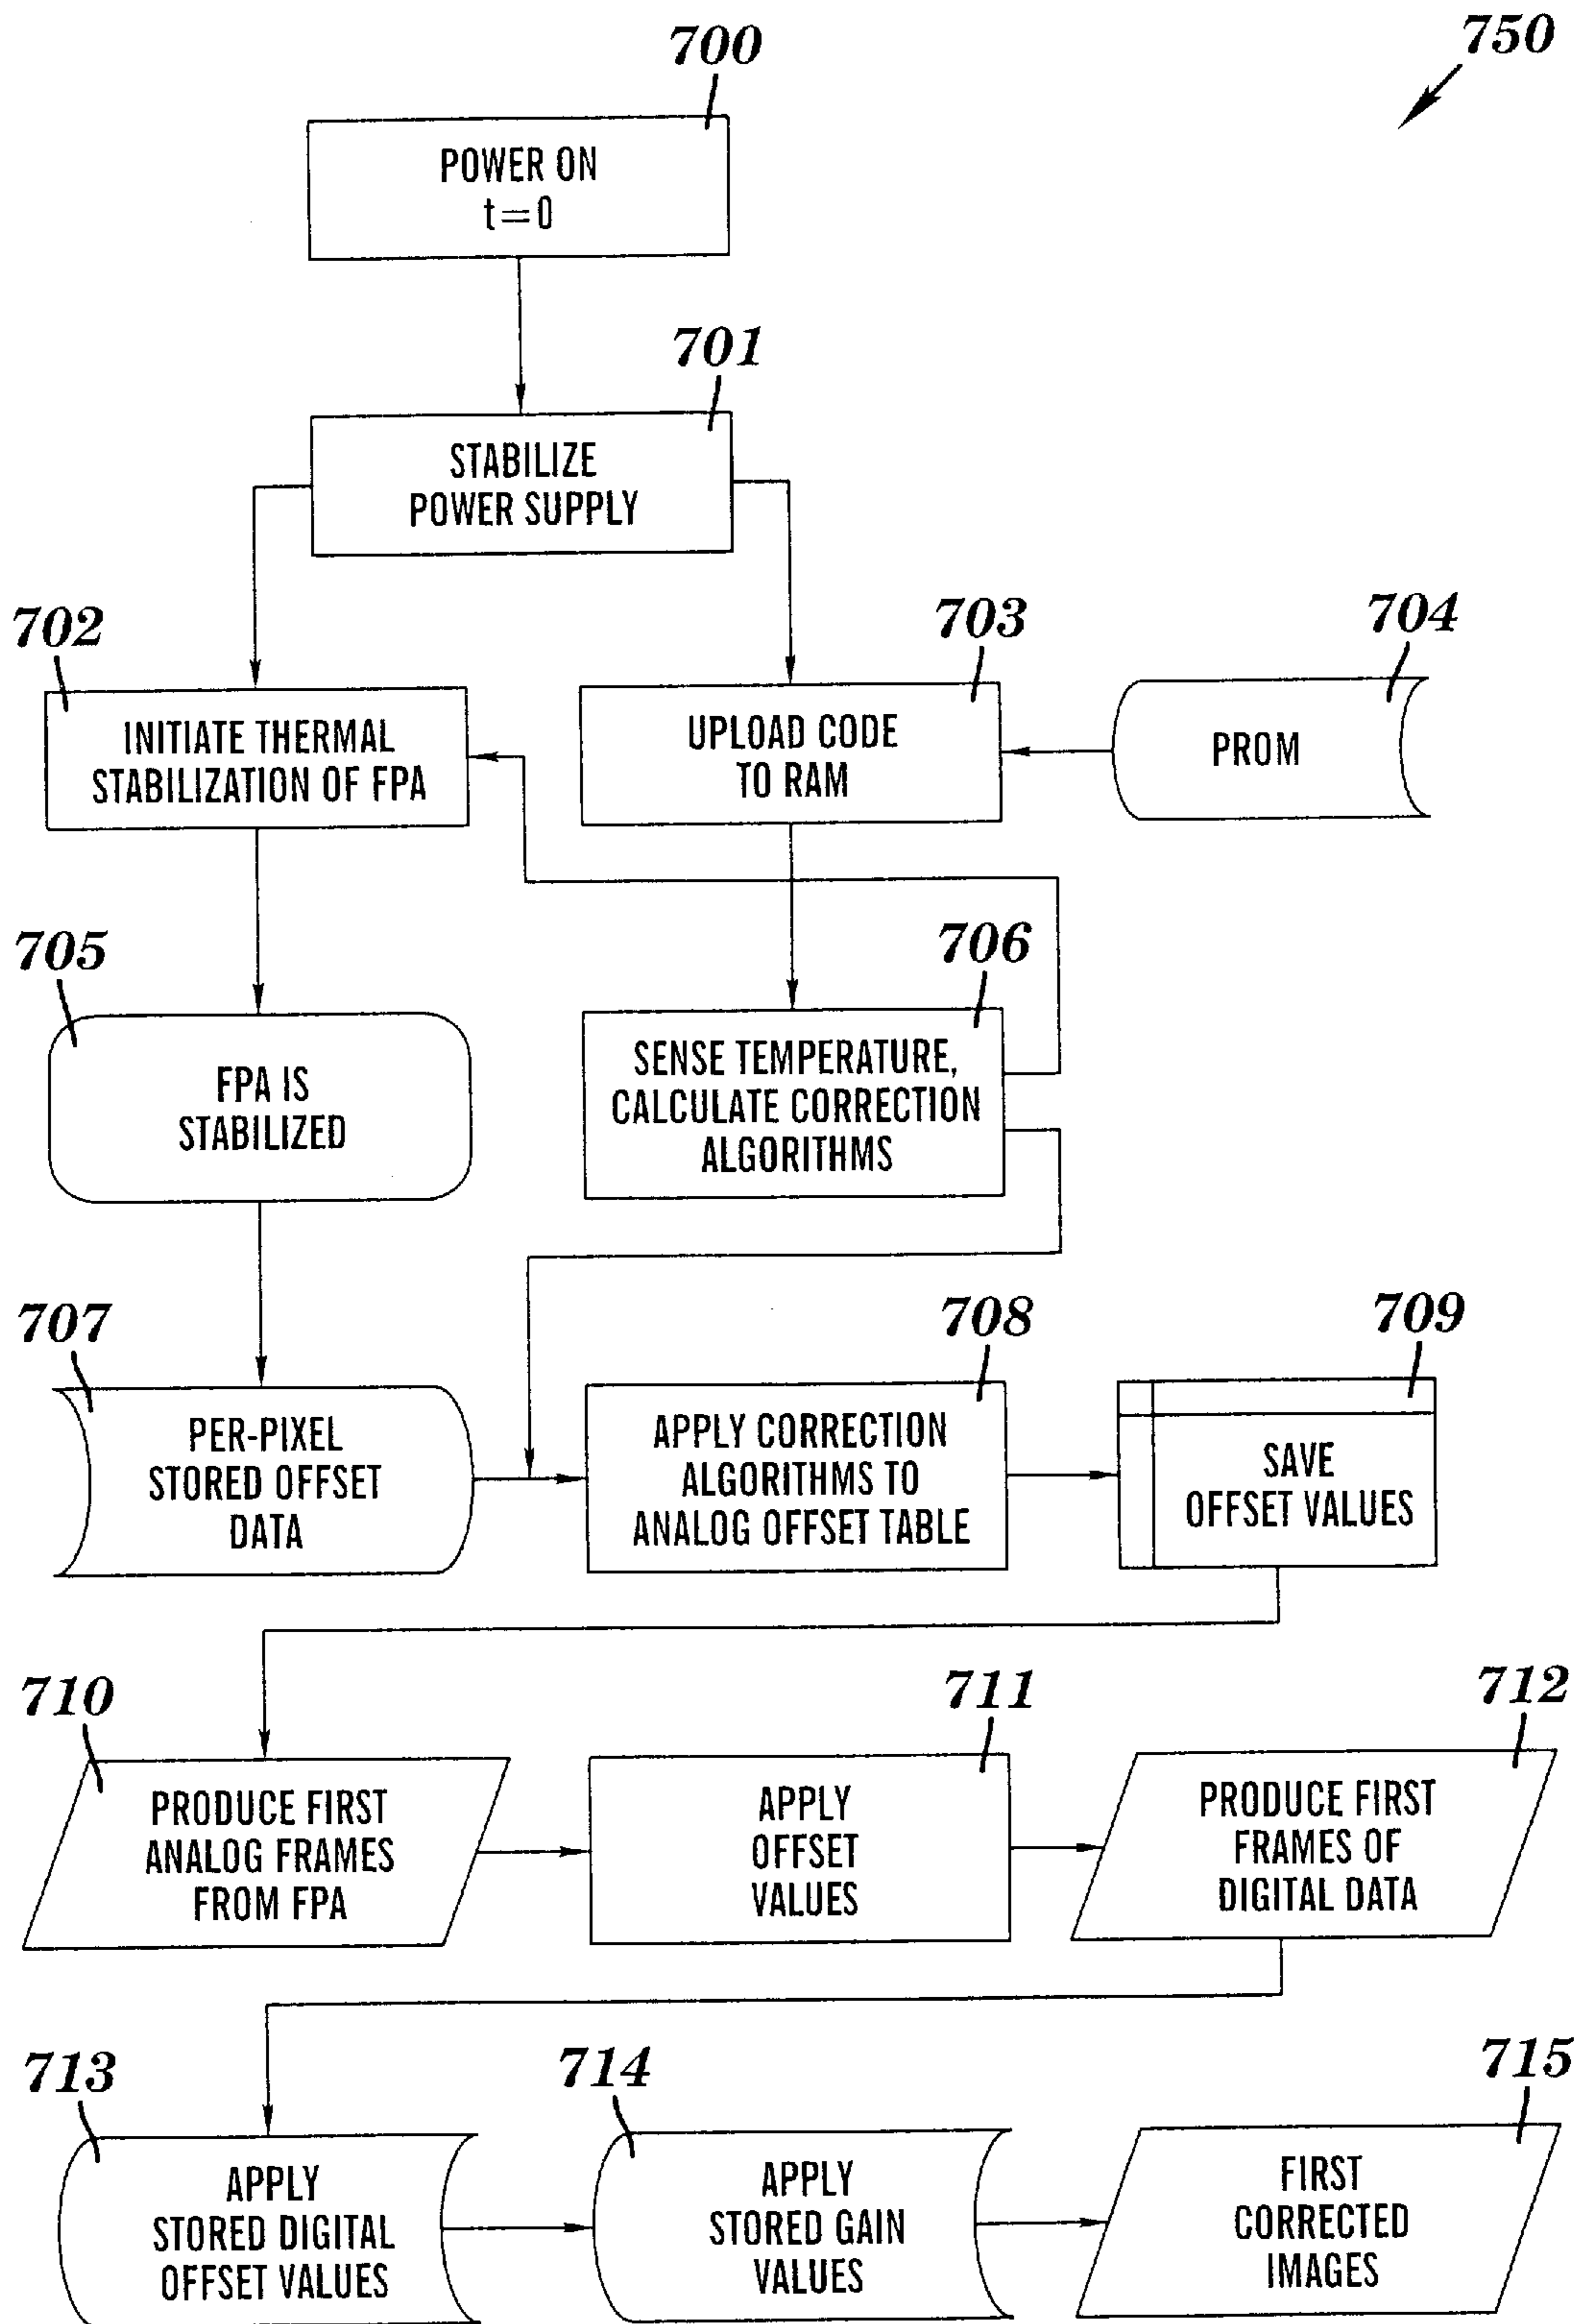 750
700
POWER ON
t=0
701
STABILIZE
POWER SUPPLY
702
INITIATE THERMAL
STABILIZATION OF FPA
703
UPLOAD CODE
TO RAM
704
PROM
705
FPA IS
STABILIZED
706
SENSE TEMPERATURE,
CALCULATE CORRECTION
ALGORITHMS
707
PER-PIXEL
STORED OFFSET
DATA
708
APPLY CORRECTION
ALGORITHMS TO
ANALOG OFFSET TABLE
709
SAVE
OFFSET VALUES
710
PRODUCE FIRST
ANALOG FRAMES
FROM FPA
711
APPLY
OFFSET
VALUES
712
PRODUCE FIRST
FRAMES OF
DIGITAL DATA
713
APPLY
STORED DIGITAL
OFFSET VALUES
714
APPLY
STORED GAIN
VALUES
715
FIRST
CORRECTED
IMAGES